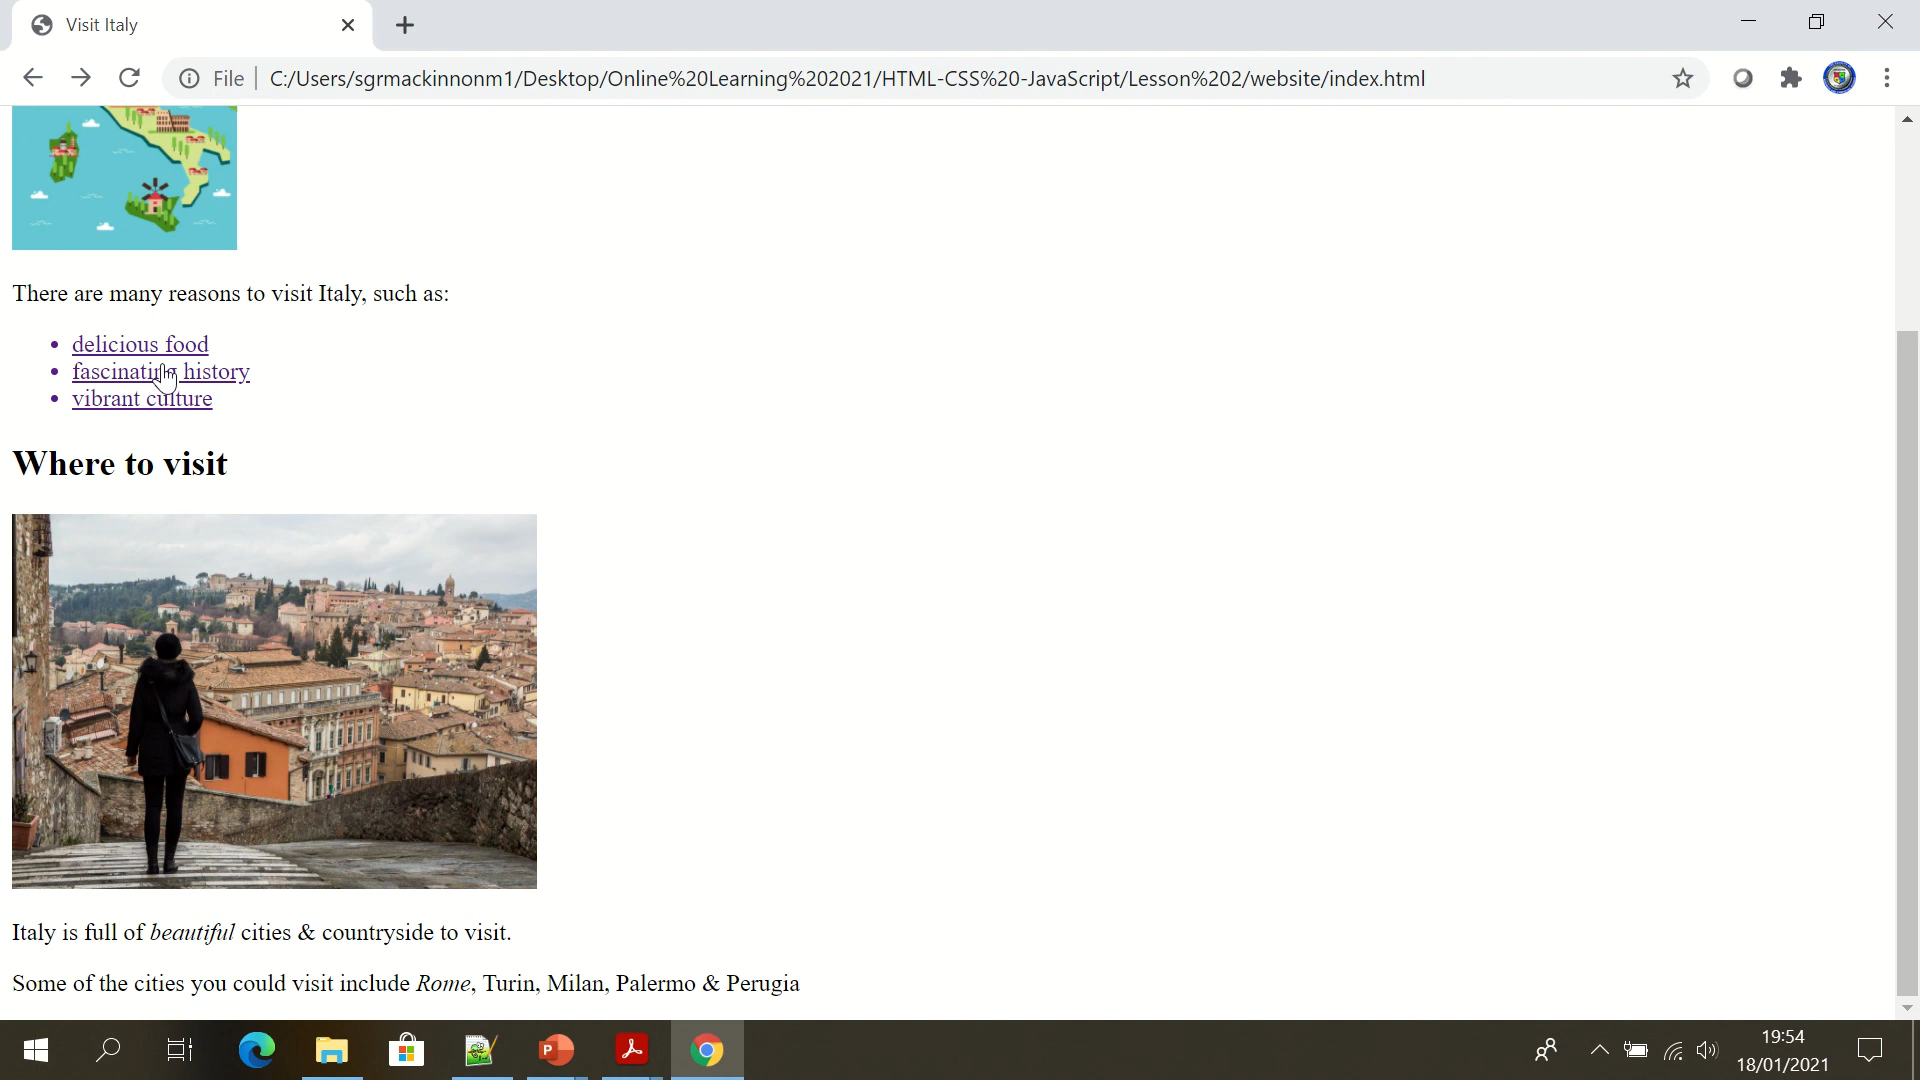 Visit Italy
File
C:/Users/sgrmackinnonm1/Desktop/Online%20Learning%202021/HTML-CSS%20-JavaScript/Lesson%202/website/index.html
There are many reasons to visit Italy, such as:
• delicious food
• fascinating history
• vibrant culture
Where to visit
Italy is full of beautiful cities & countryside to visit.
Some of the cities you could visit include Rome, Turin, Milan, Palermo & Perugia
P
19:54
18/01/2021